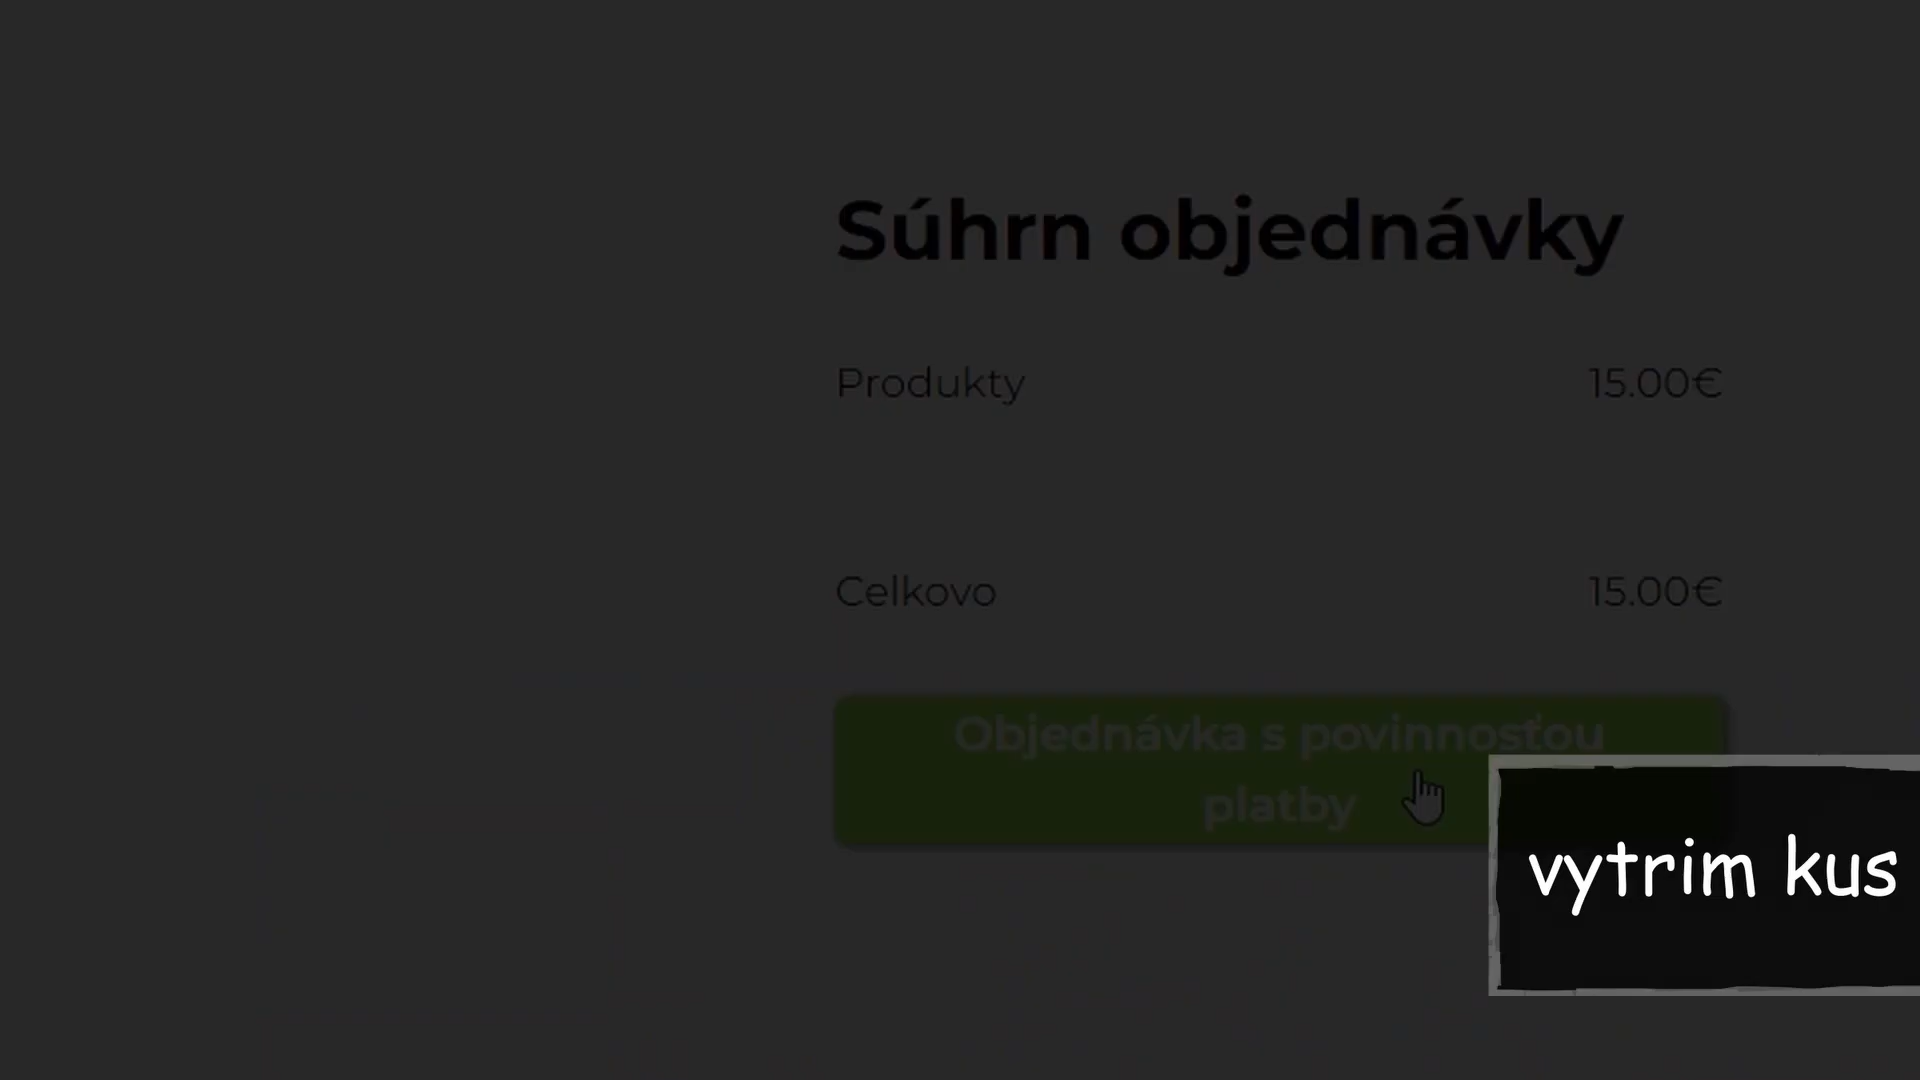 Súhrn objednávky
Produkty 15.00€
Celkovo 15.00€
Objednávka s povinnosťou
platby
vytrim kus